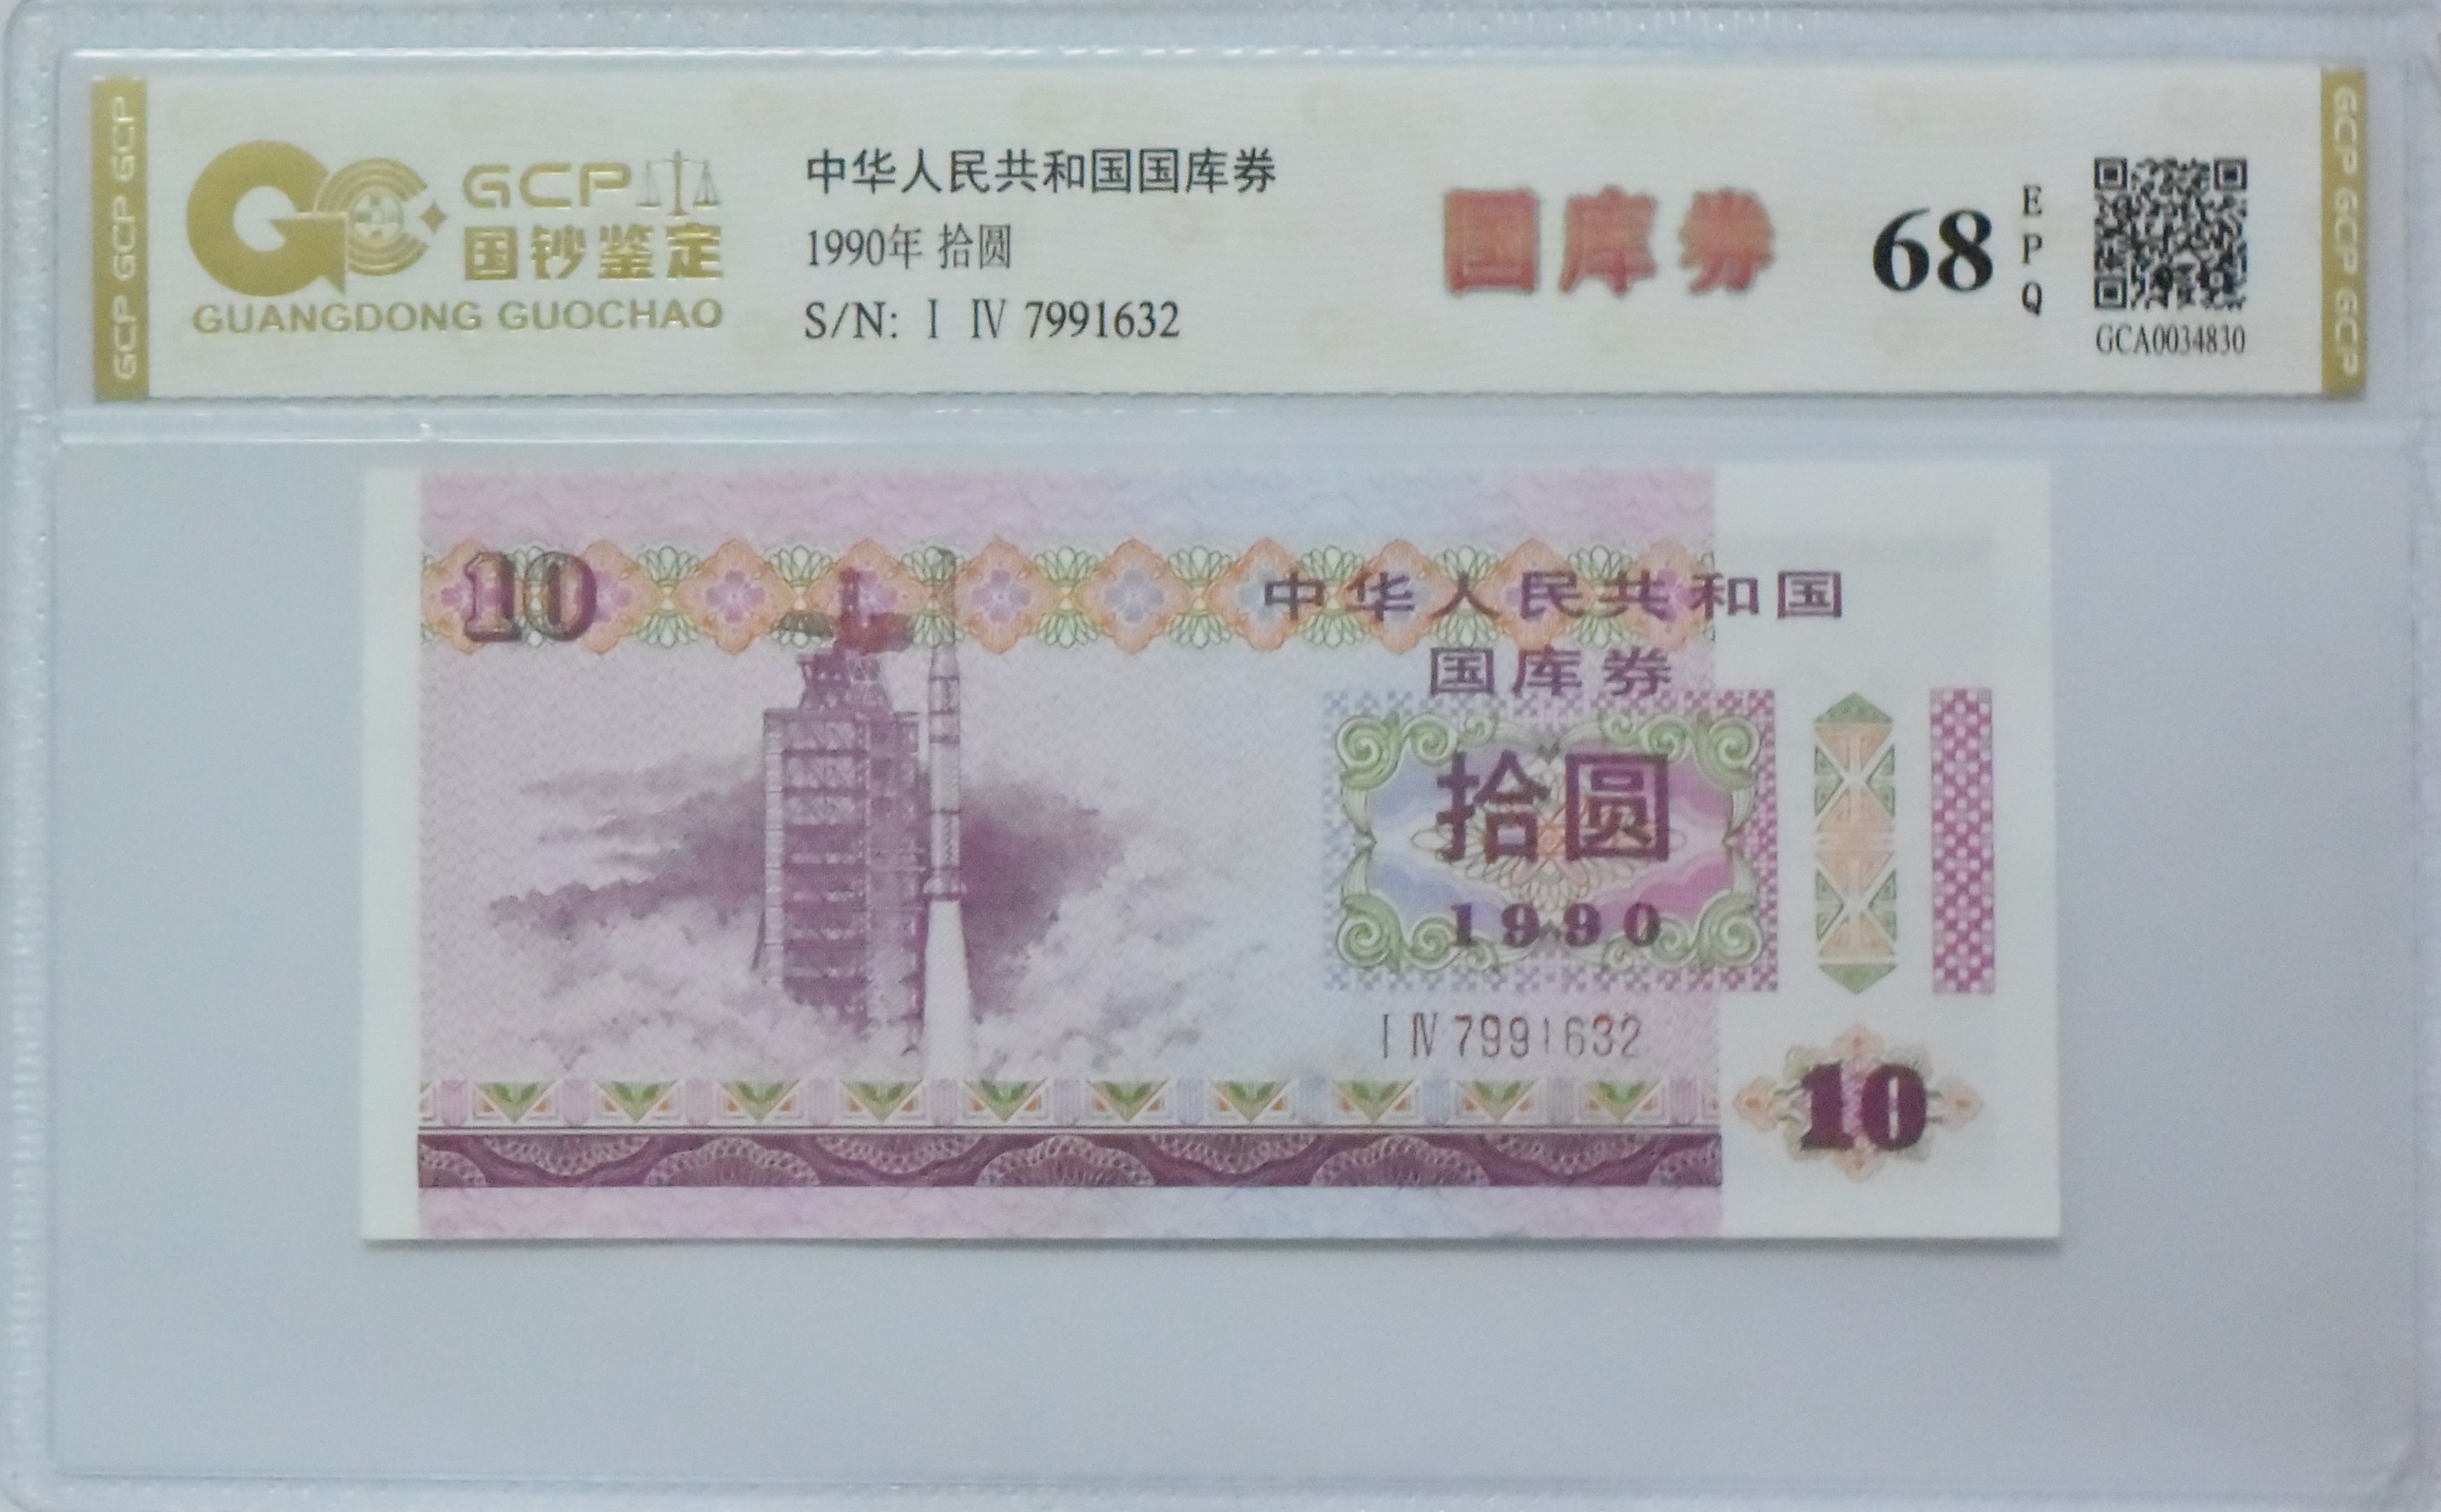 GCP GCP GCP
GCP
国钞鉴定
GUANGDONG GUOCHAO
中华人民共和国国库券
1990年 拾圆
S/N: Ⅰ Ⅳ 7991632
国库券
68
E
P
Q
GCA0034830
GCP GCP GCP
10
中华人民共和国
国库券
拾圆
1990
Ⅰ Ⅳ 7991632
10